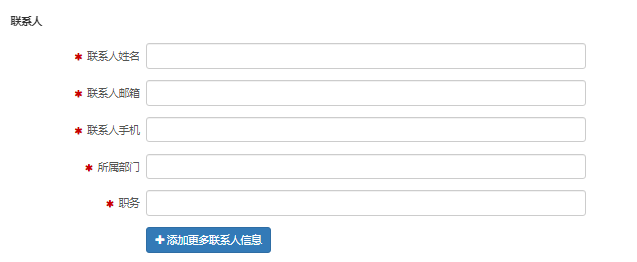 联系人
✱ 联系人姓名
✱ 联系人邮箱
✱ 联系人手机
✱ 所属部门
✱ 职务
✚ 添加更多联系人信息